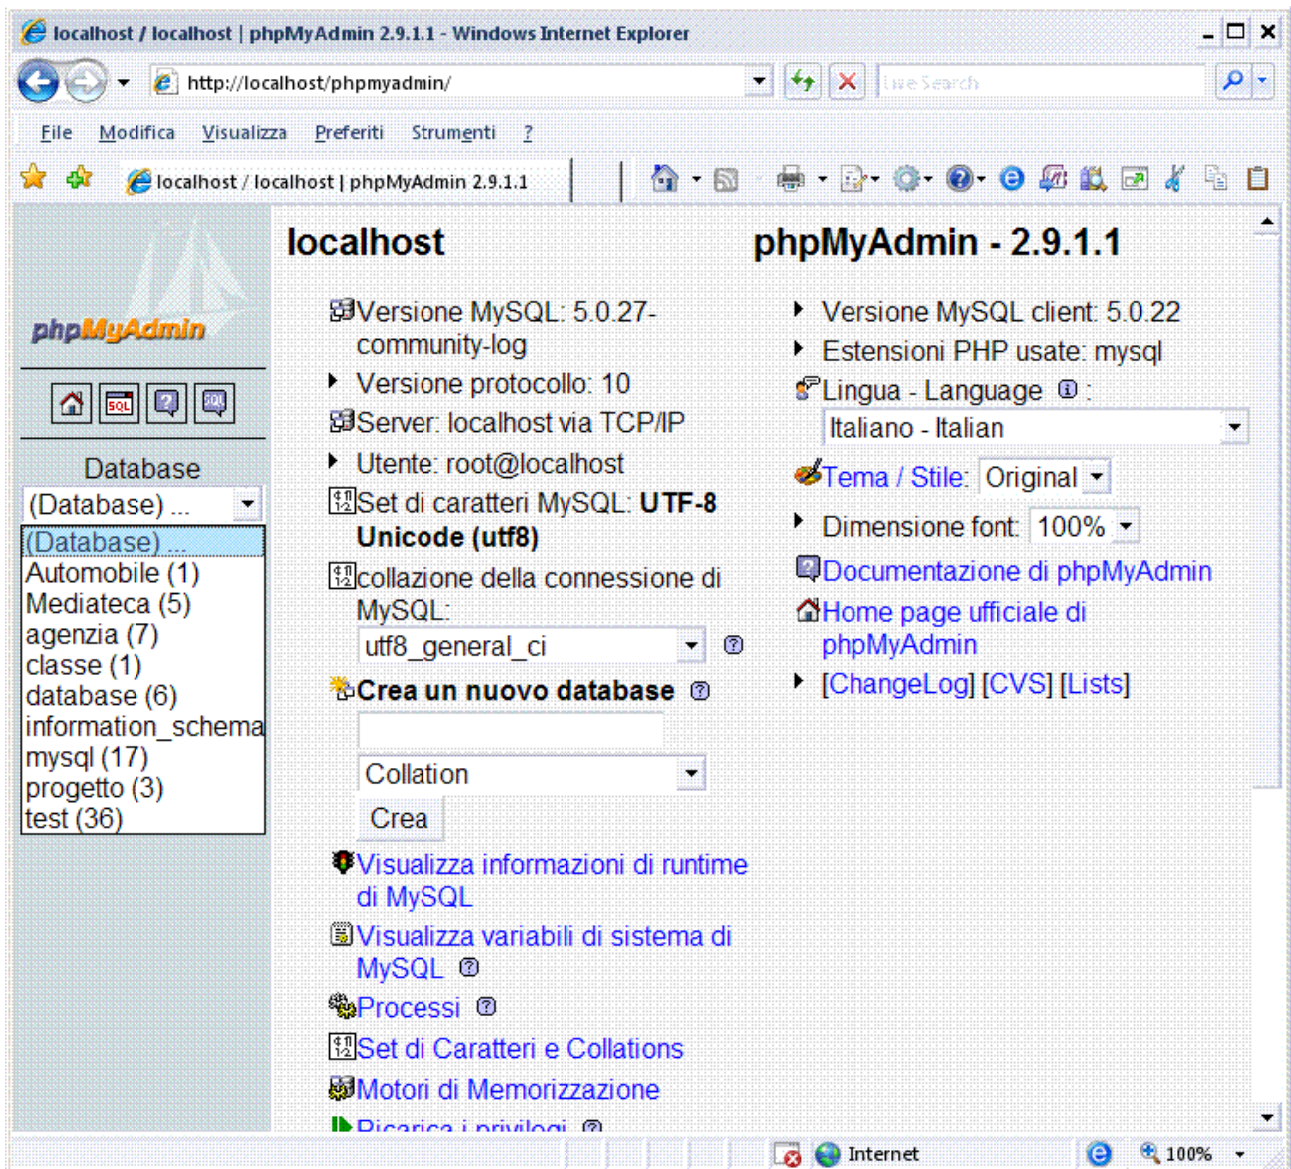 localhost / localhost | phpMyAdmin 2.9.1.1 - Windows Internet Explorer
http://localhost/phpmyadmin/
Live Search
File Modifica Visualizza Preferiti Strumenti ?
localhost / localhost | phpMyAdmin 2.9.1.1
phpMyAdmin
SQL
SQL
Database
(Database) ...
(Database) ...
Automobile (1)
Mediateca (5)
agenzia (7)
classe (1)
database (6)
information_schema
mysql (17)
progetto (3)
test (36)
localhost
Versione MySQL: 5.0.27-
community-log
Versione protocollo: 10
Server: localhost via TCP/IP
Utente: root@localhost
Set di caratteri MySQL: UTF-8
Unicode (utf8)
collazione della connessione di
MySQL:
utf8_general_ci
Crea un nuovo database
Collation
Crea
Visualizza informazioni di runtime
di MySQL
Visualizza variabili di sistema di
MySQL
Processi
Set di Caratteri e Collations
Motori di Memorizzazione
Ricarica i privilegi
phpMyAdmin - 2.9.1.1
Versione MySQL client: 5.0.22
Estensioni PHP usate: mysql
Lingua - Language :
Italiano - Italian
Tema / Stile: Original
Dimensione font: 100%
Documentazione di phpMyAdmin
Home page ufficiale di
phpMyAdmin
[ChangeLog] [CVS] [Lists]
Internet
100%